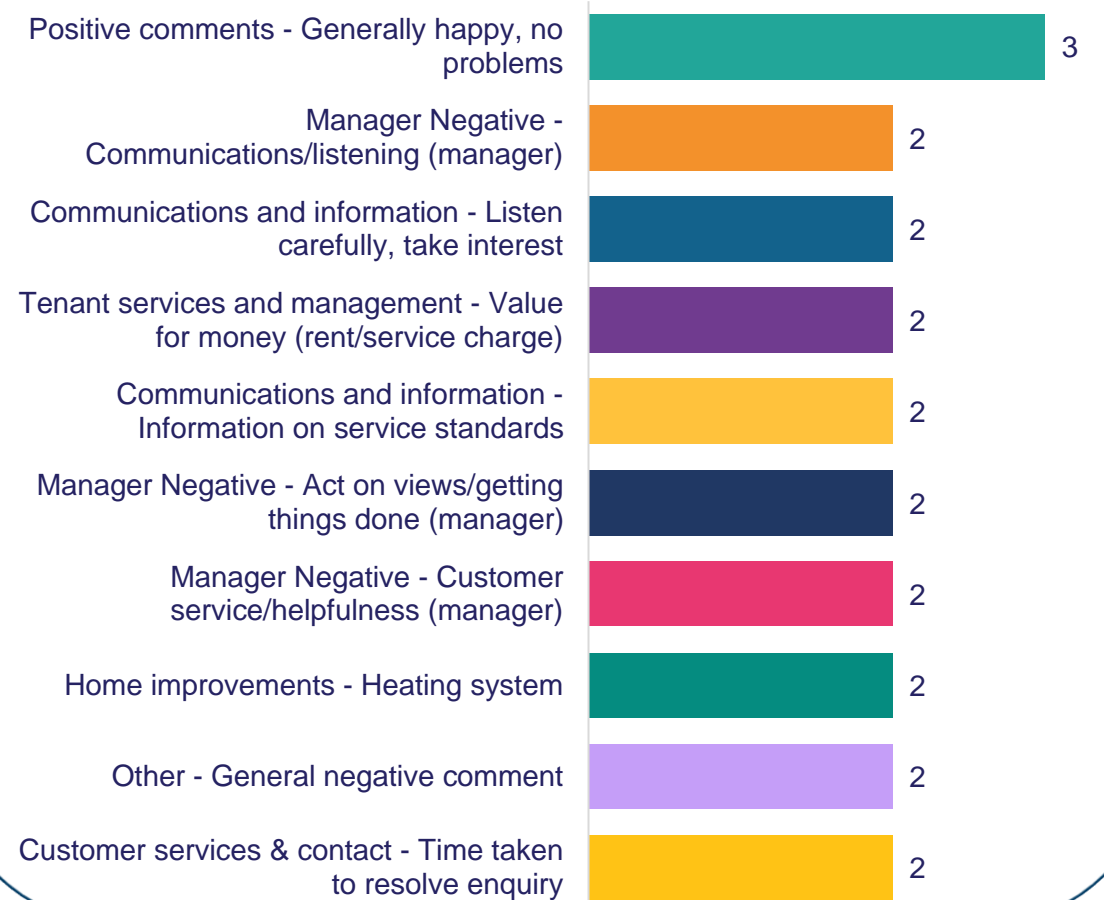 Positive comments - Generally happy, no
problems
3
Manager Negative -
Communications/listening (manager)
2
Communications and information - Listen
carefully, take interest
2
Tenant services and management - Value
for money (rent/service charge)
2
Communications and information -
Information on service standards
2
Manager Negative - Act on views/getting
things done (manager)
2
Manager Negative - Customer
service/helpfulness (manager)
2
Home improvements - Heating system
2
Other - General negative comment
2
Customer services & contact - Time taken
to resolve enquiry
2